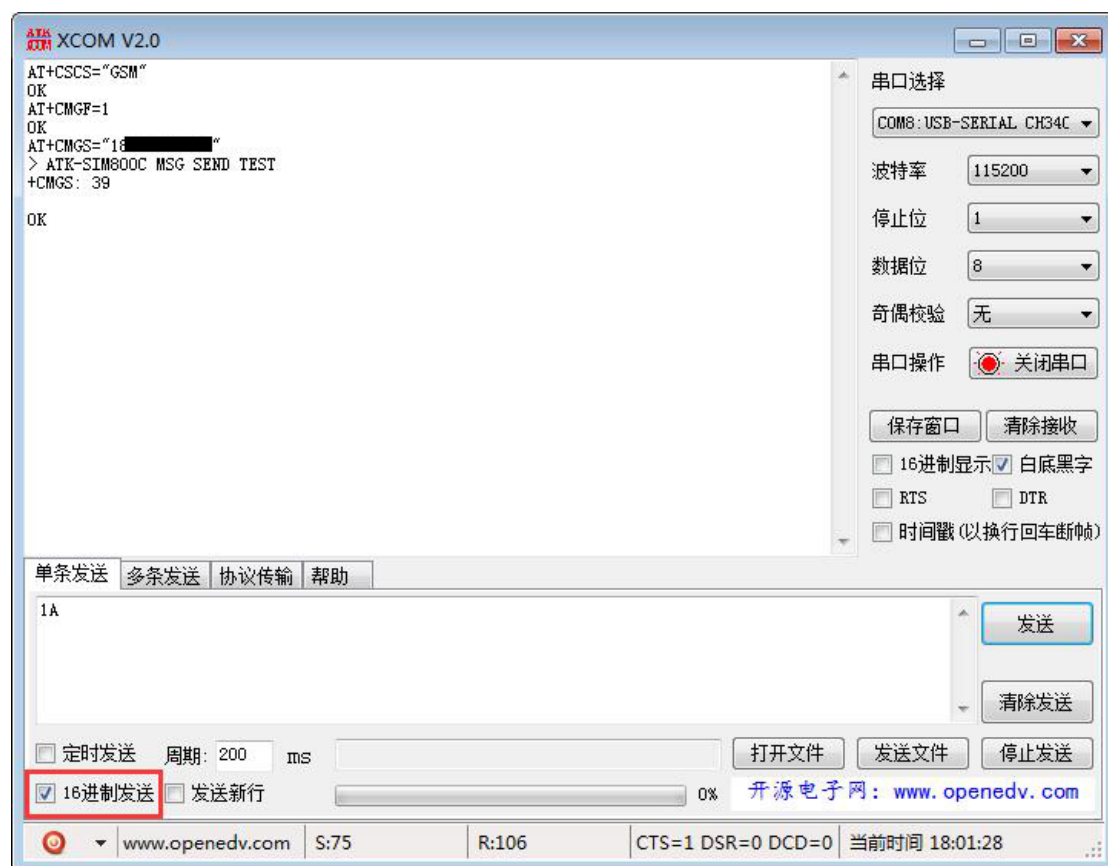 ATK XCOM XCOM V2.0
AT+CSCS="GSM"
OK
AT+CMGF=1
OK
AT+CMGS="18"
> ATK-SIM800C MSG SEND TEST
+CMGS: 39
OK
串口选择
COM8:USB-SERIAL CH34C
波特率 115200
停止位 1
数据位 8
奇偶校验 无
串口操作 关闭串口
保存窗口 清除接收
16进制显示 白底黑字
RTS DTR
时间戳(以换行回车断帧)
单条发送 多条发送 协议传输 帮助
1A
发送
清除发送
定时发送 周期: 200 ms 打开文件 发送文件 停止发送
16进制发送 发送新行 0% 开源电子网: www.openedv.com
www.openedv.com S:75 R:106 CTS=1 DSR=0 DCD=0 当前时间 18:01:28